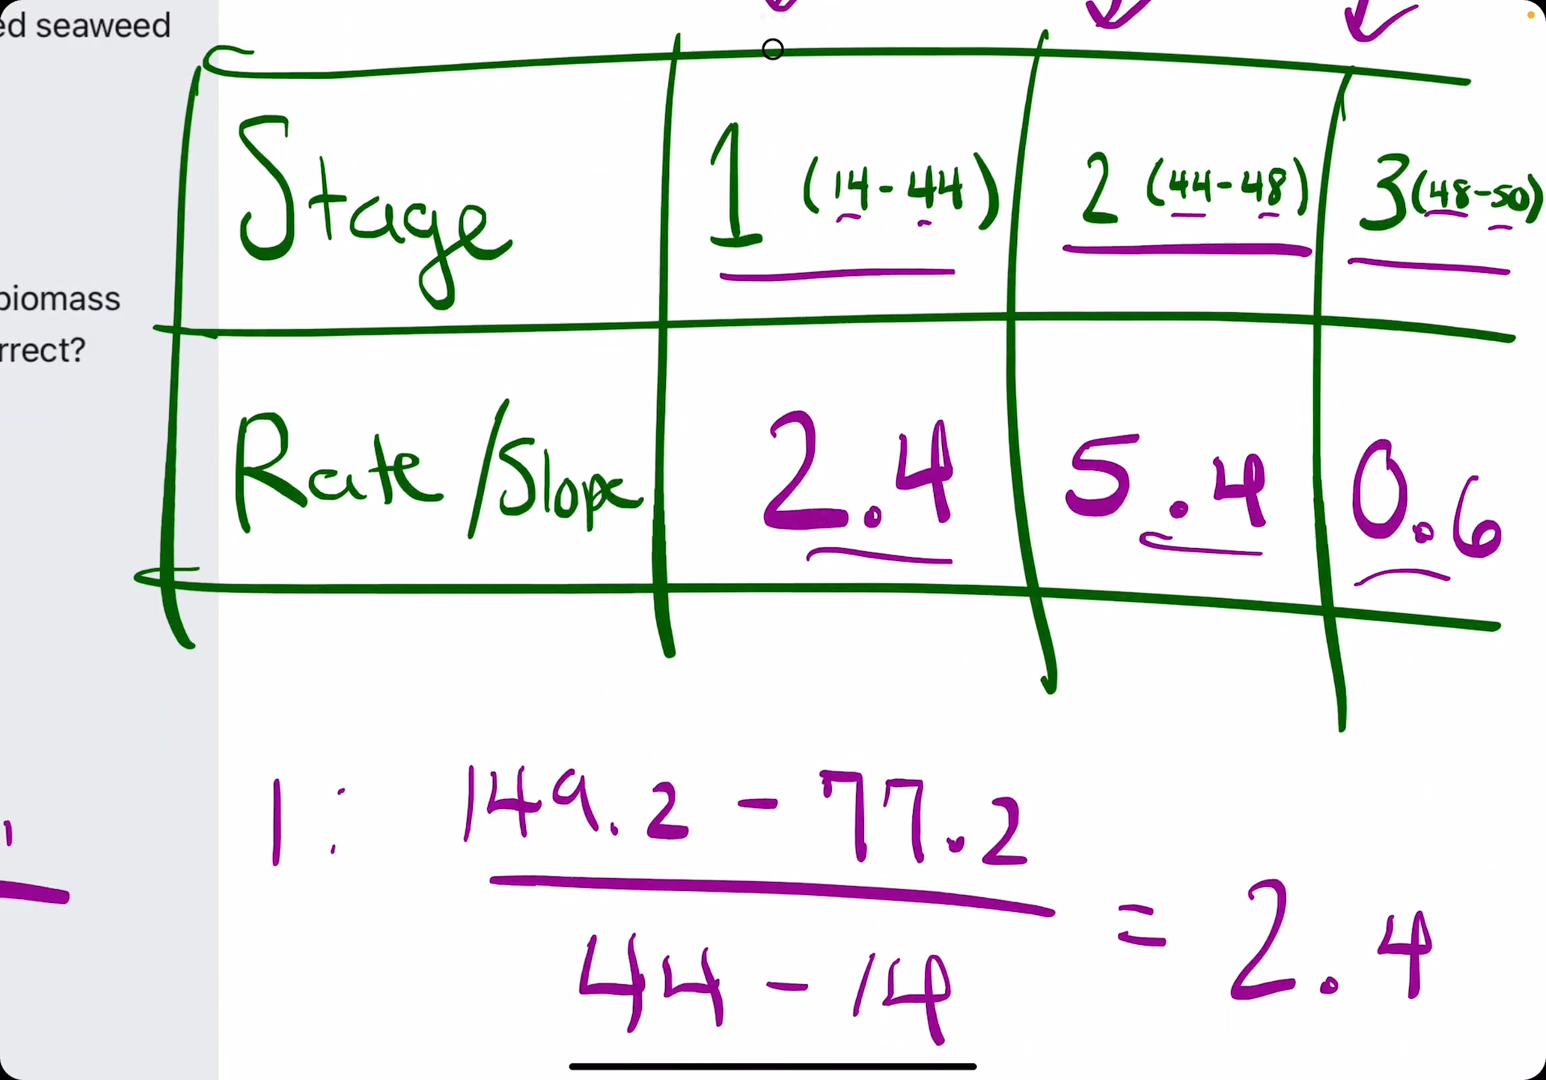 ed seaweed
Stage 1 (14-44) 2 (44-48) 3 (48-50)
biomass
rrect?
Rate/Slope 2.4 5.4 0.6
1: 149.2 - 77.2
44 - 14
= 2.4